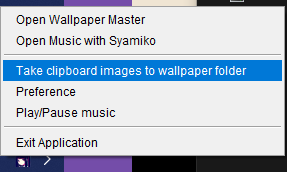 Open Wallpaper Master
Open Music with Syamiko
Take clipboard images to wallpaper folder
Preference
Play/Pause music
Exit Application